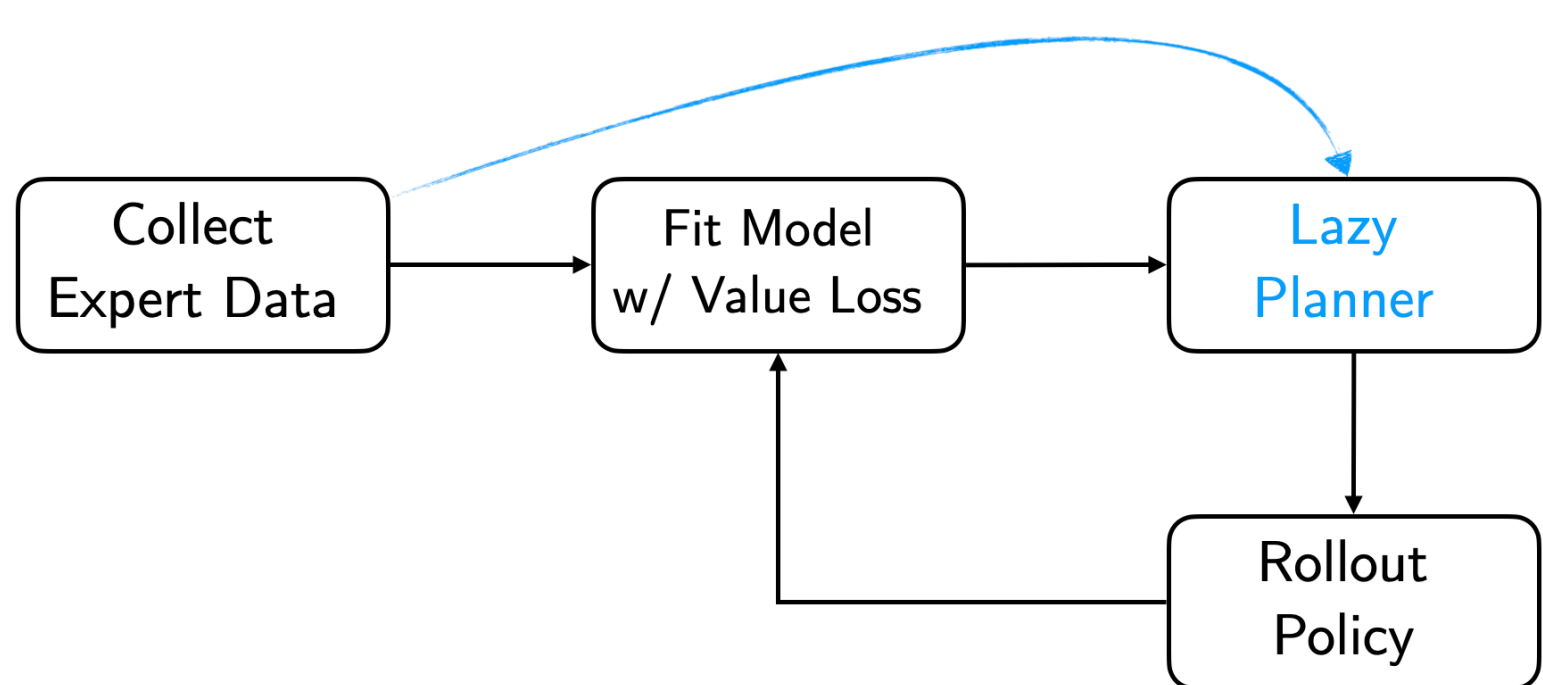 Collect
Expert Data
Fit Model
w/ Value Loss
Lazy
Planner
Rollout
Policy